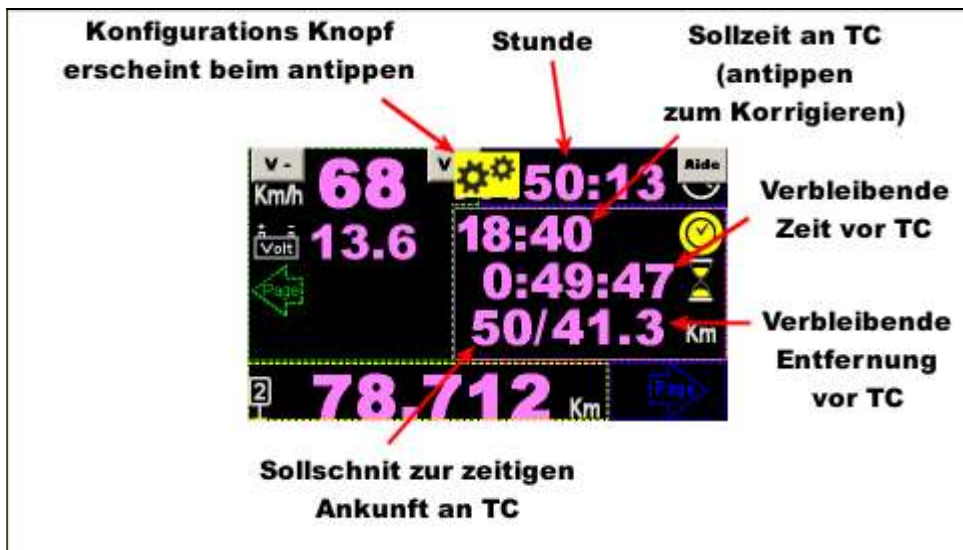 Konfigurations Knopf
erscheint beim antippen
Stunde
Sollzeit an TC
(antippen
zum Korrigieren)
V -
V
50:13
Aide
Km/h
68
Volt
13.6
18:40
0:49:47
50/41.3 Km
Page
2
78.712 Km
Page
Verbleibende
Zeit vor TC
Verbleibende
Entfernung
vor TC
Sollschnit zur zeitigen
Ankunft an TC